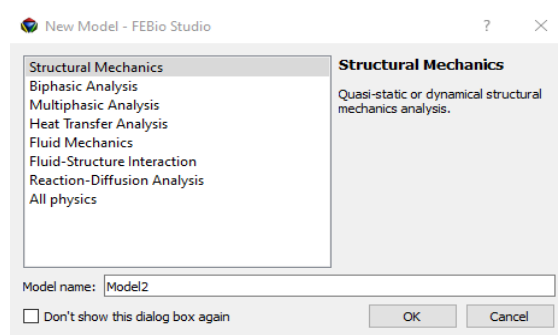 New Model - FEBio Studio
Structural Mechanics
Biphasic Analysis
Multiphasic Analysis
Heat Transfer Analysis
Fluid Mechanics
Fluid-Structure Interaction
Reaction-Diffusion Analysis
All physics
Structural Mechanics
Quasi-static or dynamical structural
mechanics analysis.
Model name: Model2
Don't show this dialog box again
OK
Cancel